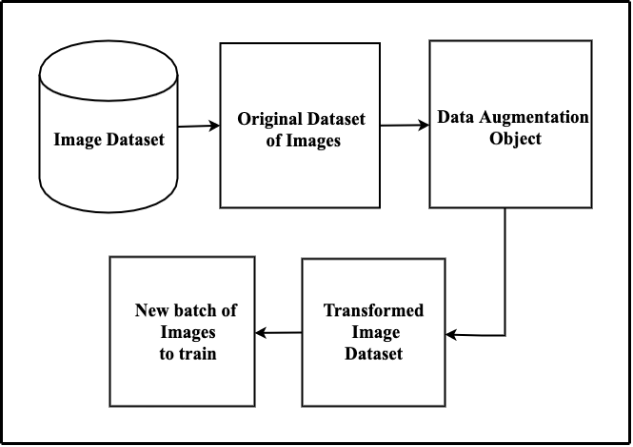 Image Dataset
Original Dataset
of Images
Data Augmentation
Object
New batch of
Images
to train
Transformed
Image
Dataset